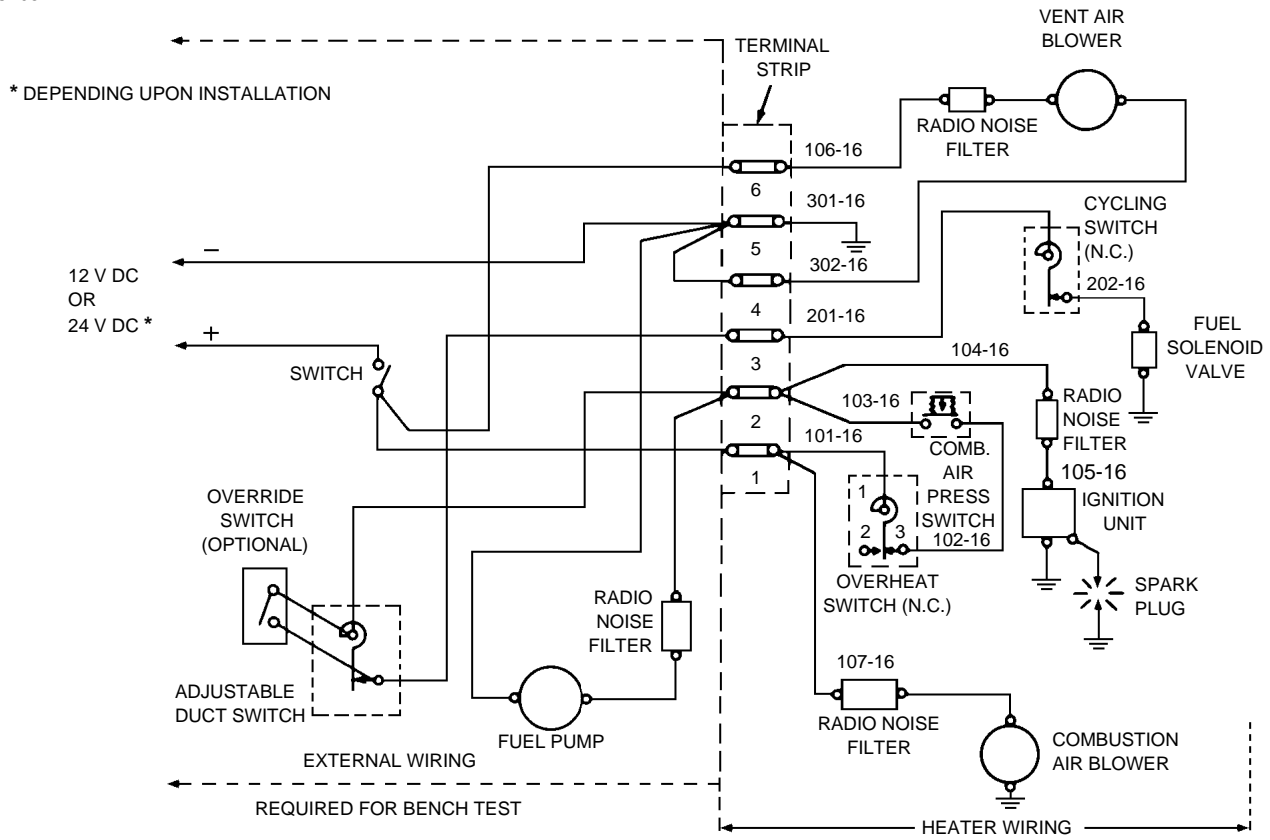 VENT AIR
BLOWER
TERMINAL
STRIP
* DEPENDING UPON INSTALLATION
RADIO NOISE
FILTER
106-16
6
301-16
CYCLING
SWITCH
(N.C.)
5
302-16
202-16
–
12 V DC
OR
24 V DC *
+
4
201-16
FUEL
SOLENOID
VALVE
SWITCH
3
104-16
103-16
RADIO
NOISE
FILTER
2
101-16
COMB.
AIR
PRESS
SWITCH
1
105-16
IGNITION
UNIT
OVERRIDE
SWITCH
(OPTIONAL)
1
2 3
102-16
OVERHEAT
SWITCH (N.C.)
SPARK
PLUG
RADIO
NOISE
FILTER
107-16
ADJUSTABLE
DUCT SWITCH
RADIO NOISE
FILTER
FUEL PUMP
COMBUSTION
AIR BLOWER
EXTERNAL WIRING
REQUIRED FOR BENCH TEST
HEATER WIRING